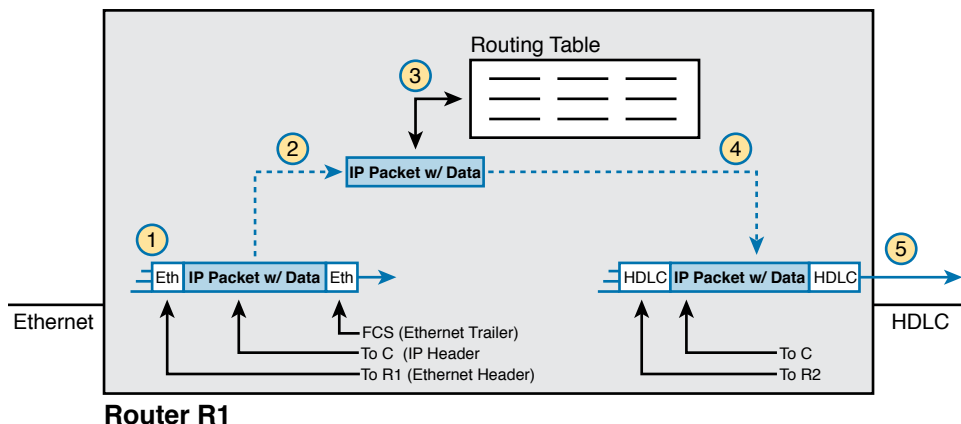 Routing Table
3
2
4
IP Packet w/ Data
1
5
Eth IP Packet w/ Data Eth
HDLC IP Packet w/ Data HDLC
Ethernet
HDLC
FCS (Ethernet Trailer)
To C (IP Header
To R1 (Ethernet Header)
To C
To R2
Router R1